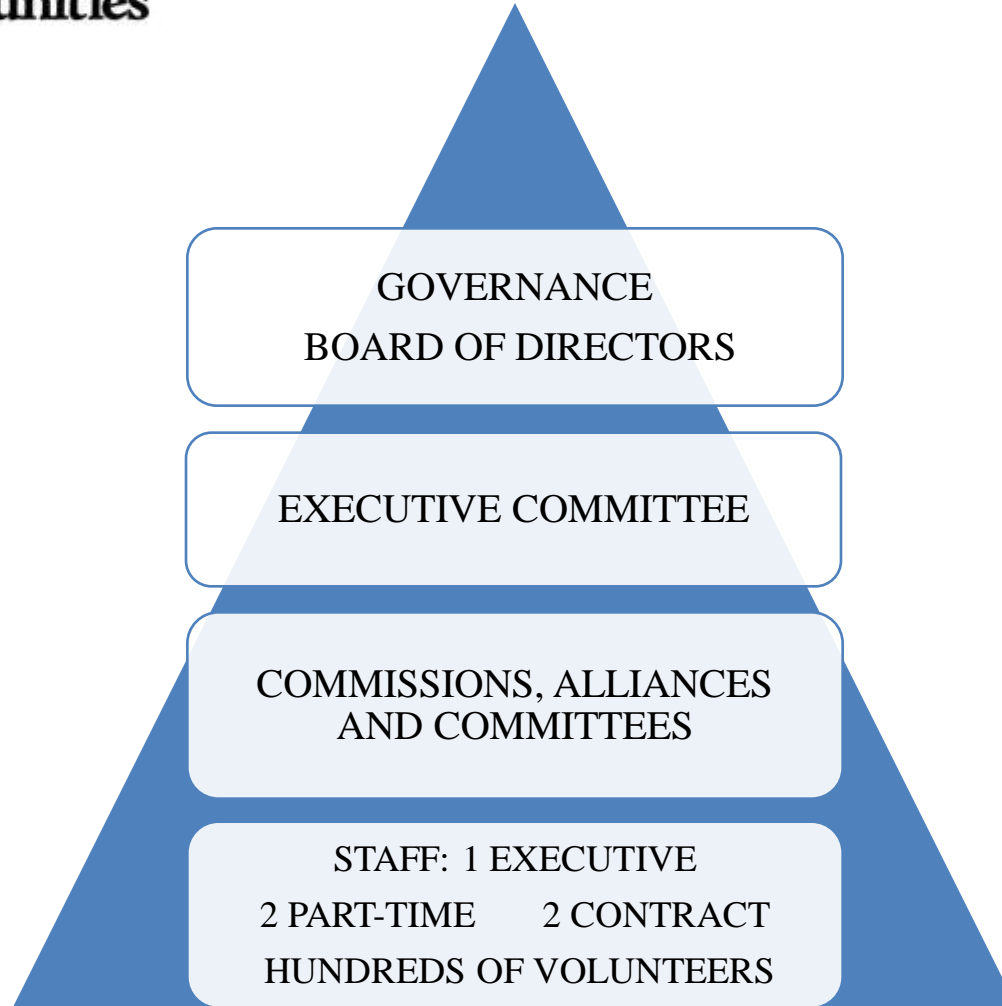 GOVERNANCE
BOARD OF DIRECTORS
EXECUTIVE COMMITTEE
COMMISSIONS, ALLIANCES
AND COMMITTEES
STAFF: 1 EXECUTIVE
2 PART-TIME 2 CONTRACT
HUNDREDS OF VOLUNTEERS